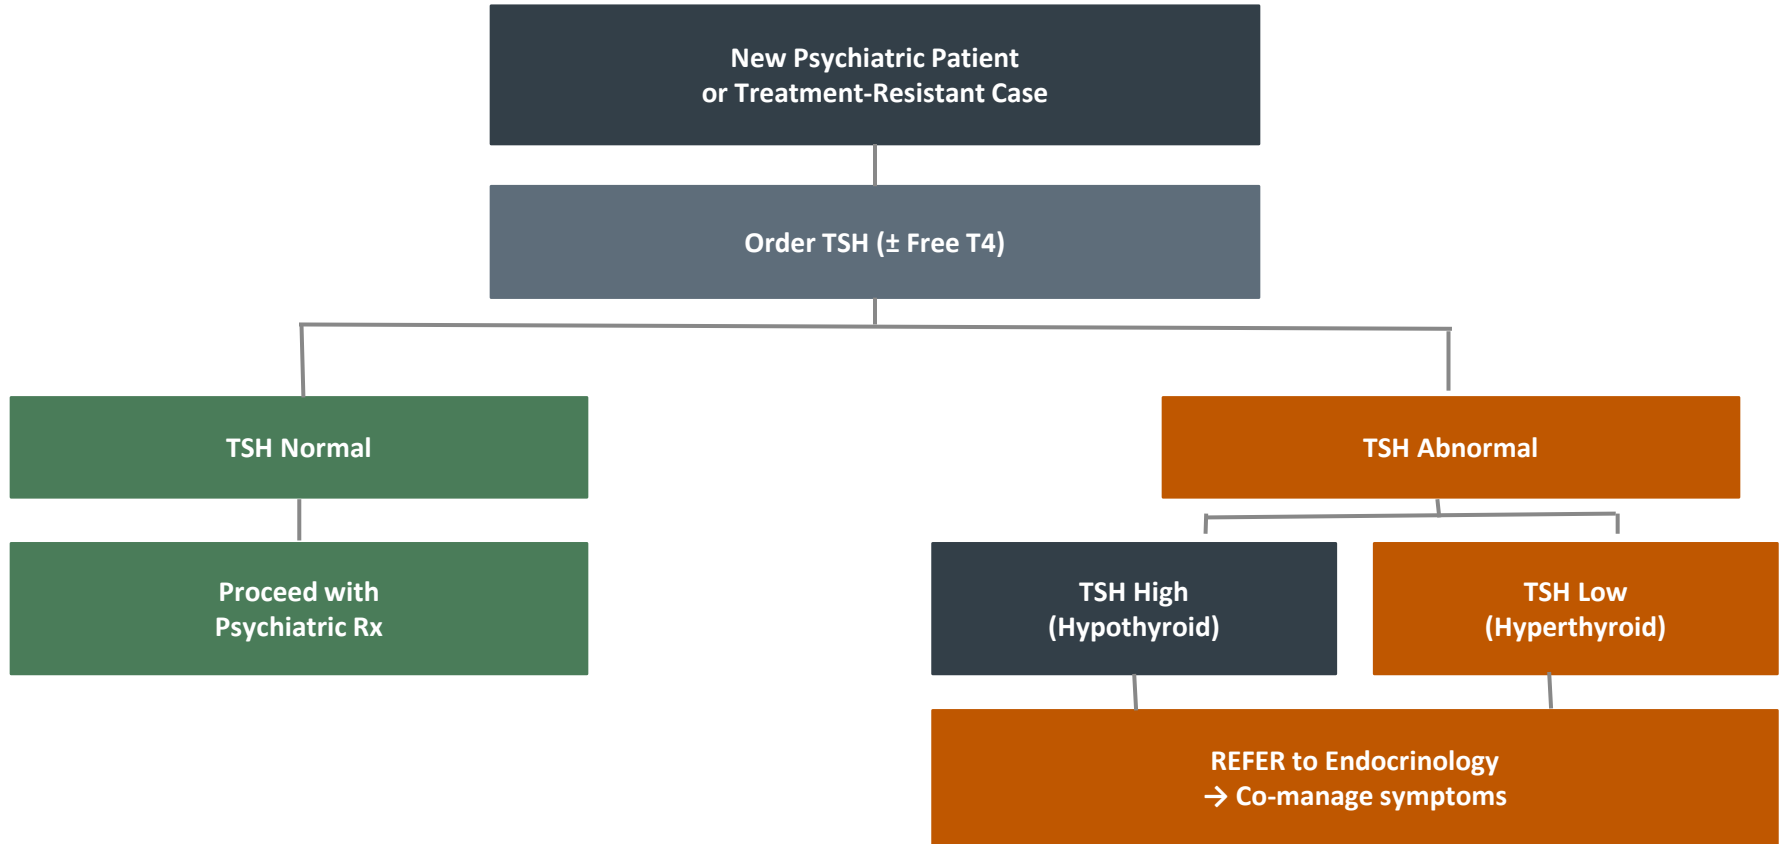 New Psychiatric Patient
or Treatment-Resistant Case
Order TSH (± Free T4)
TSH Normal
TSH Abnormal
Proceed with
Psychiatric Rx
TSH High
(Hypothyroid)
TSH Low
(Hyperthyroid)
REFER to Endocrinology
→ Co-manage symptoms